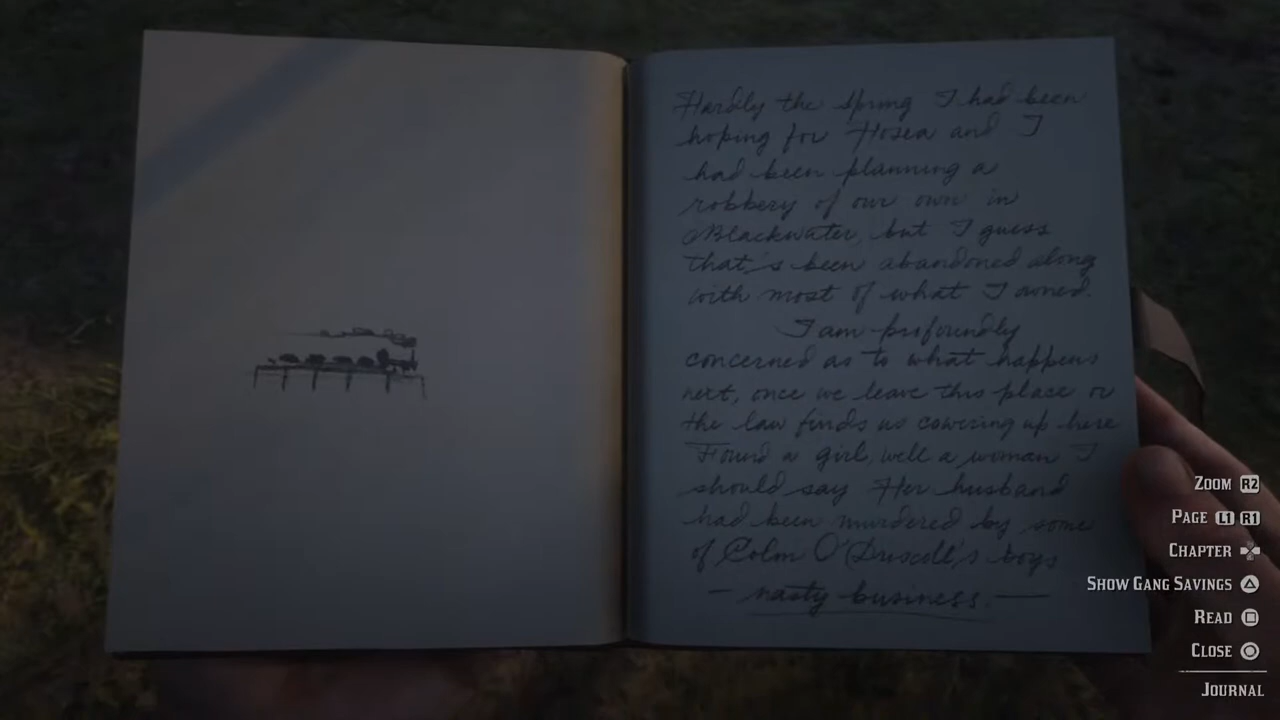 Hardly the Spring I had been
hoping for Hosea and I
had been planning a
robbery of our own in
Blackwater, but I guess
that's been abandoned along
with most of what I owned.
I am profoundly
concerned as to what happens
next, once we leave this place or
the law finds us cowering up here
Found a girl, well a woman I
should say Her husband
had been murdered by some
of Colm O'Driscoll's boys
— nasty business. —
ZOOM R2
PAGE L1 R1
CHAPTER
SHOW GANG SAVINGS
READ
CLOSE
JOURNAL